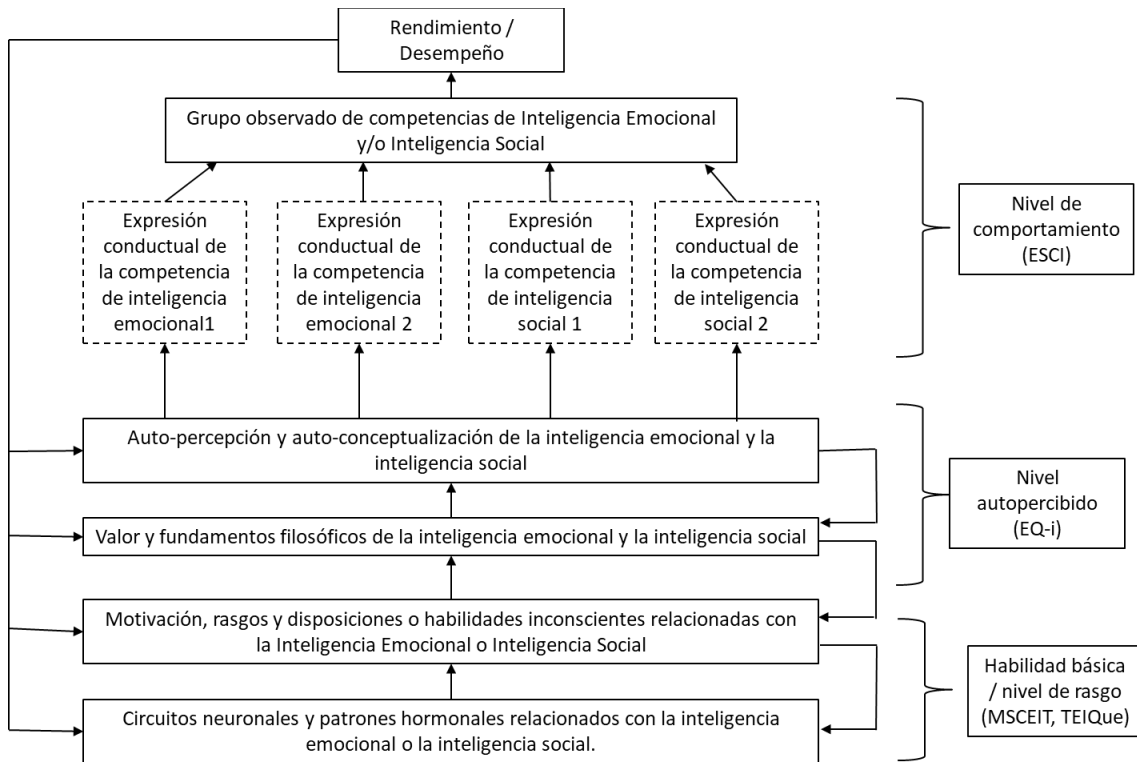 Rendimiento /
Desempeño
Grupo observado de competencias de Inteligencia Emocional
y/o Inteligencia Social
Expresión
conductual de
la competencia
de inteligencia
emocional1
Expresión
conductual de
la competencia
de inteligencia
emocional 2
Expresión
conductual de
la competencia
de inteligencia
social 1
Expresión
conductual de
la competencia
de inteligencia
social 2
Nivel de
comportamiento
(ESCI)
Auto-percepción y auto-conceptualización de la inteligencia emocional y la
inteligencia social
Valor y fundamentos filosóficos de la inteligencia emocional y la inteligencia social
Nivel
autopercibido
(EQ-i)
Motivación, rasgos y disposiciones o habilidades inconscientes relacionadas con
la Inteligencia Emocional o Inteligencia Social
Circuitos neuronales y patrones hormonales relacionados con la inteligencia
emocional o la inteligencia social.
Habilidad básica
/ nivel de rasgo
(MSCEIT, TEIQue)